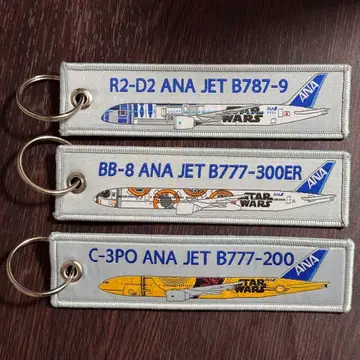 R2-D2 ANA JET B787-9
ANA
STAR WARS
BB-8 ANA JET B777-300ER
ANA
STAR WARS
C-3PO ANA JET B777-200
ANA
STAR WARS